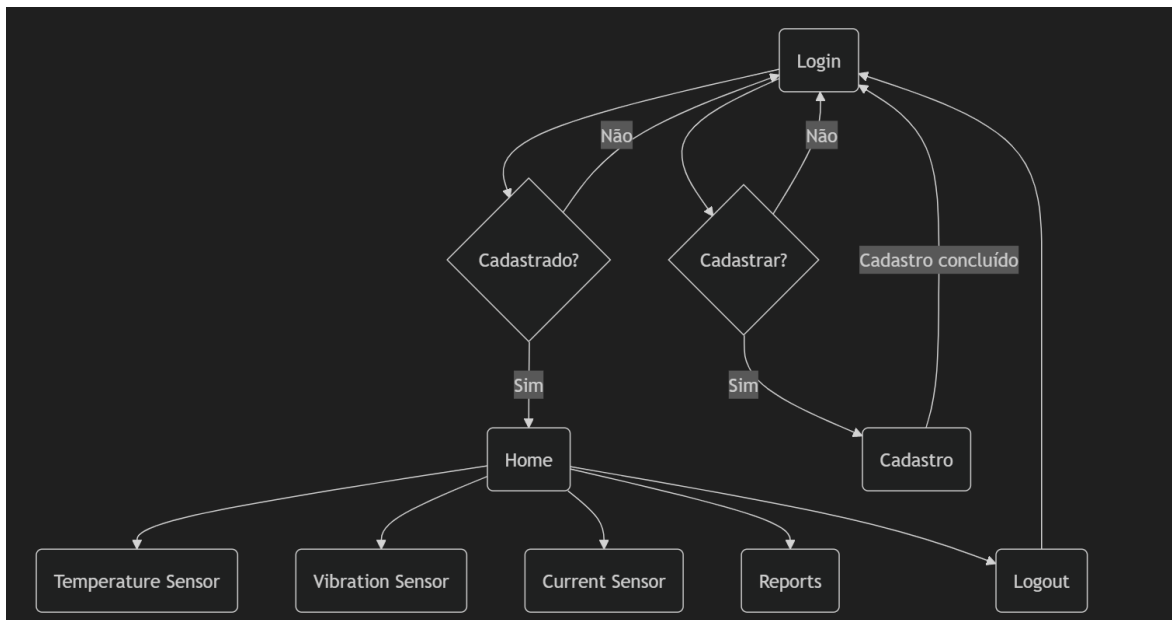 Login
Não
Não
Cadastrado?
Cadastrar?
Cadastro concluído
Sim
Sim
Home
Cadastro
Temperature Sensor
Vibration Sensor
Current Sensor
Reports
Logout